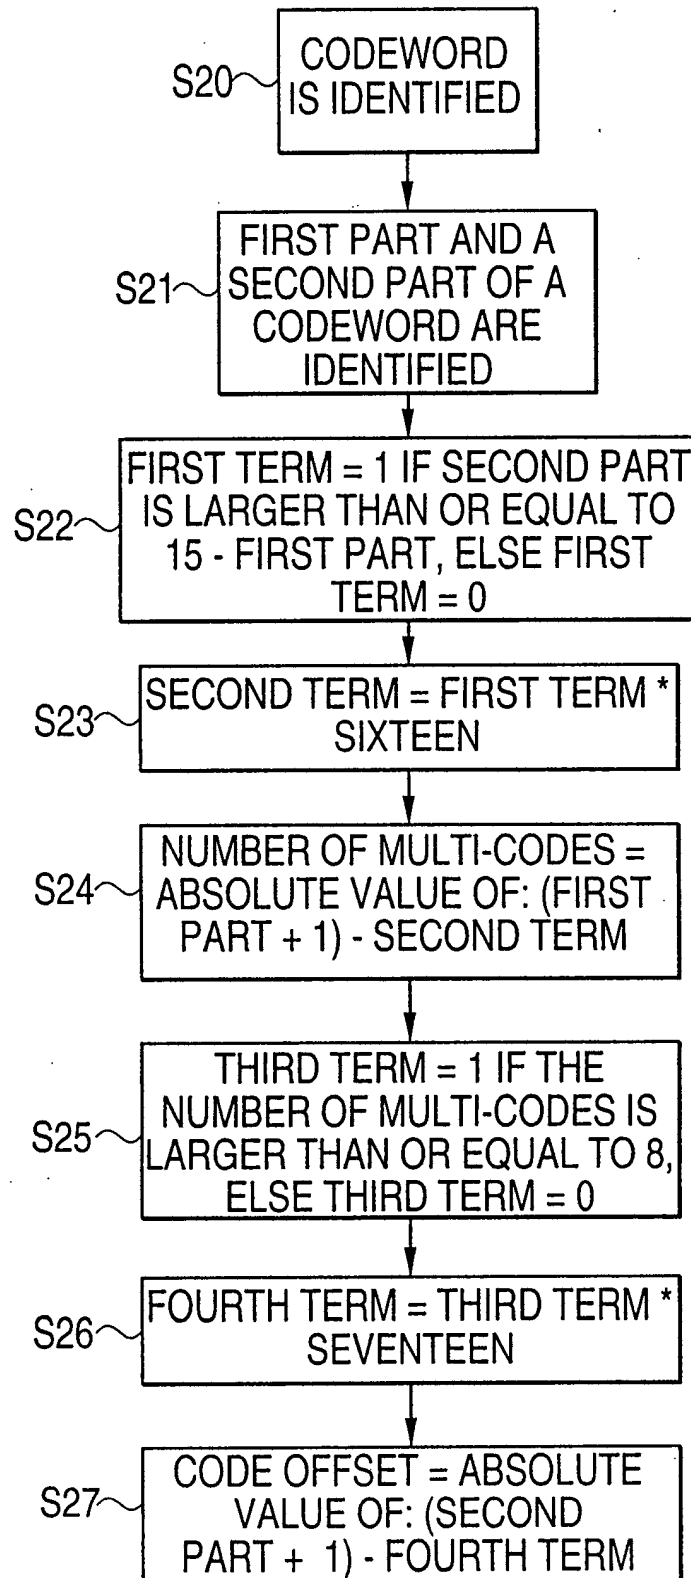 CODEWORD
IS IDENTIFIED
S20
FIRST PART AND A
SECOND PART OF A
CODEWORD ARE
IDENTIFIED
S21
FIRST TERM = 1 IF SECOND PART
IS LARGER THAN OR EQUAL TO
15 - FIRST PART, ELSE FIRST
TERM = 0
S22
SECOND TERM = FIRST TERM *
SIXTEEN
S23
NUMBER OF MULTI-CODES =
ABSOLUTE VALUE OF: (FIRST
PART + 1) - SECOND TERM
S24
THIRD TERM = 1 IF THE
NUMBER OF MULTI-CODES IS
LARGER THAN OR EQUAL TO 8,
ELSE THIRD TERM = 0
S25
FOURTH TERM = THIRD TERM *
SEVENTEEN
S26
CODE OFFSET = ABSOLUTE
VALUE OF: (SECOND
PART + 1) - FOURTH TERM
S27